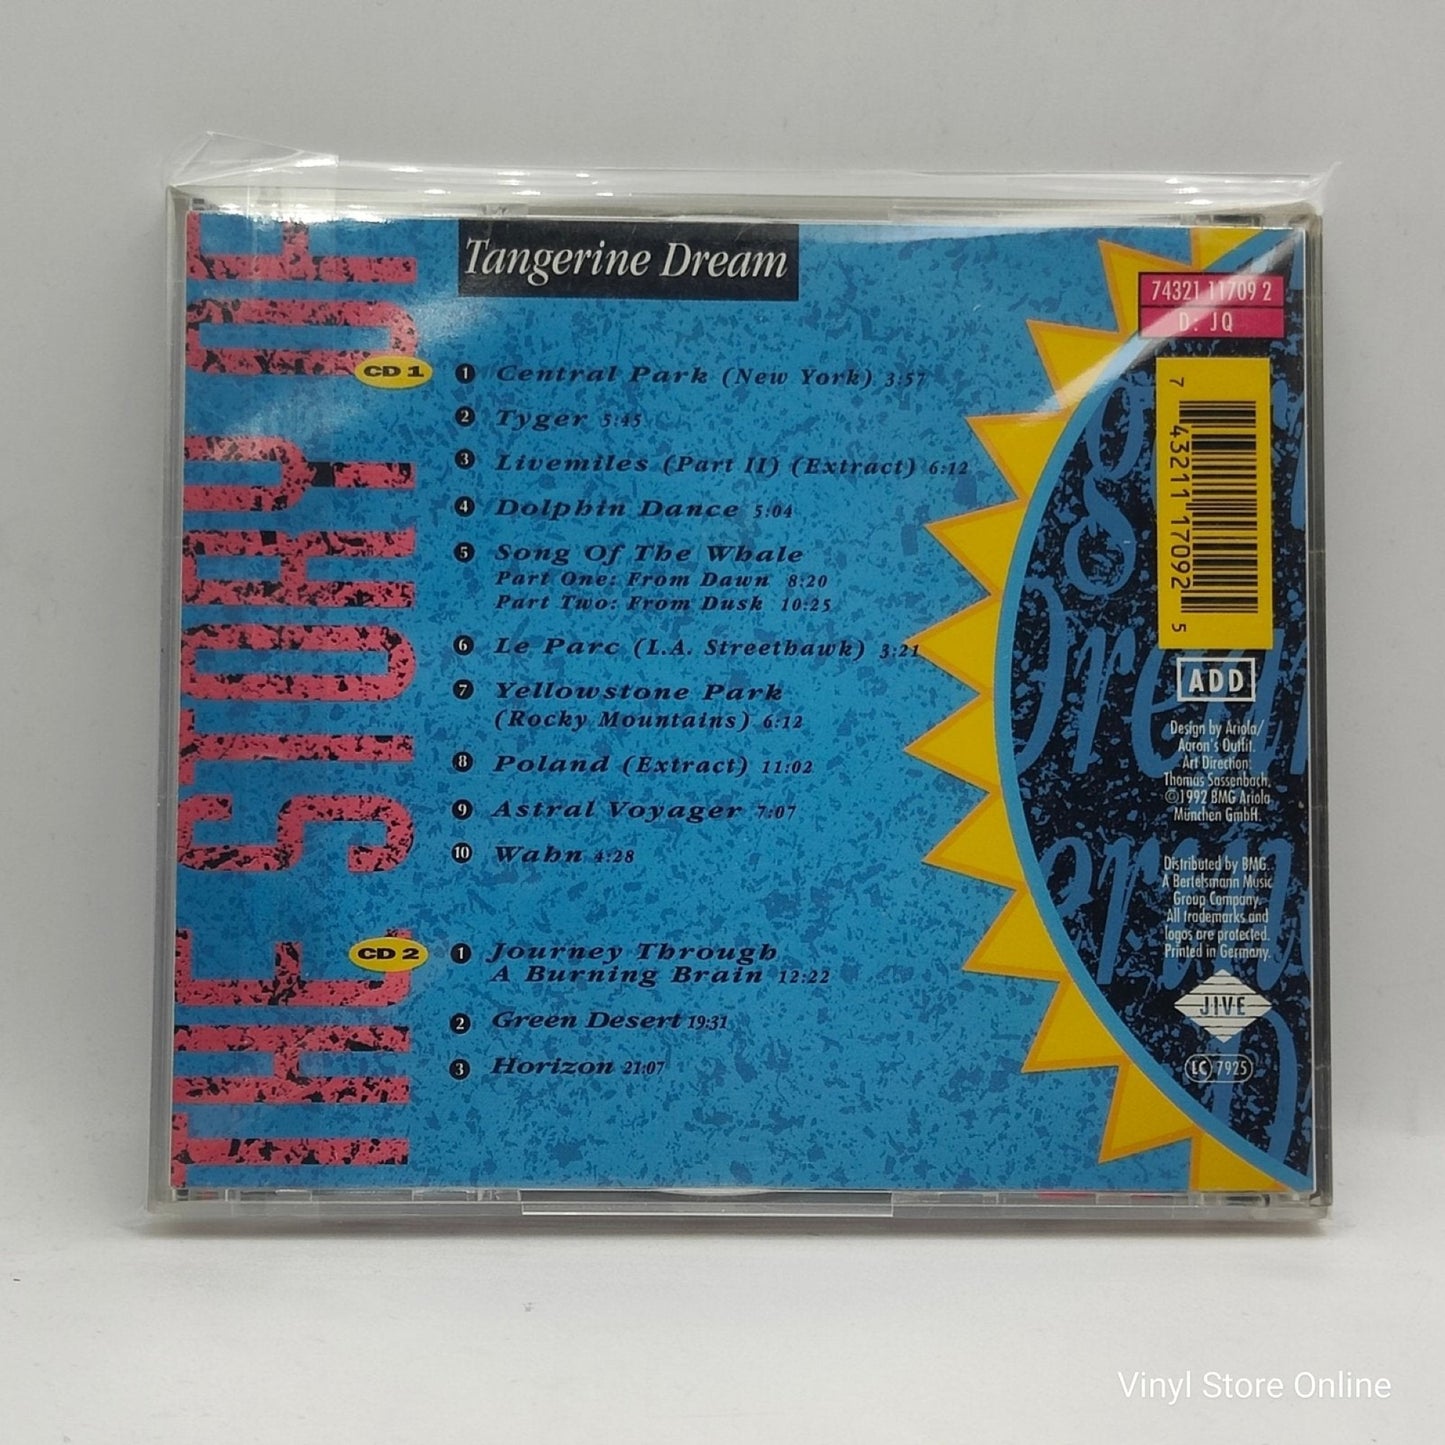 THE STORY OF
Tangerine Dream
CD 1
1 Central Park (New York) 3:57
2 Tyger 5:45
3 Livemiles (Part II) (Extract) 6:12
4 Dolphin Dance 5:04
5 Song Of The Whale
Part One: From Dawn 8:20
Part Two: From Dusk 10:25
6 Le Parc (L.A. Streethawk) 3:21
7 Yellowstone Park
(Rocky Mountains) 6:12
8 Poland (Extract) 11:02
9 Astral Voyager 7:07
10 Wahn 4:28
CD 2
1 Journey Through
A Burning Brain 12:22
2 Green Desert 19:31
3 Horizon 21:07
74321 11709 2
D: JQ
7 43211 17092 5
ADD
Design by Ariola/
Aaron's Outfit.
Art Direction:
Thomas Sassenbach.
©1992 BMG Ariola
München GmbH.
Distributed by BMG.
A Bertelsmann Music
Group Company.
All trademarks and
logos are protected.
Printed in Germany.
JIVE
LC 7925
Vinyl Store Online